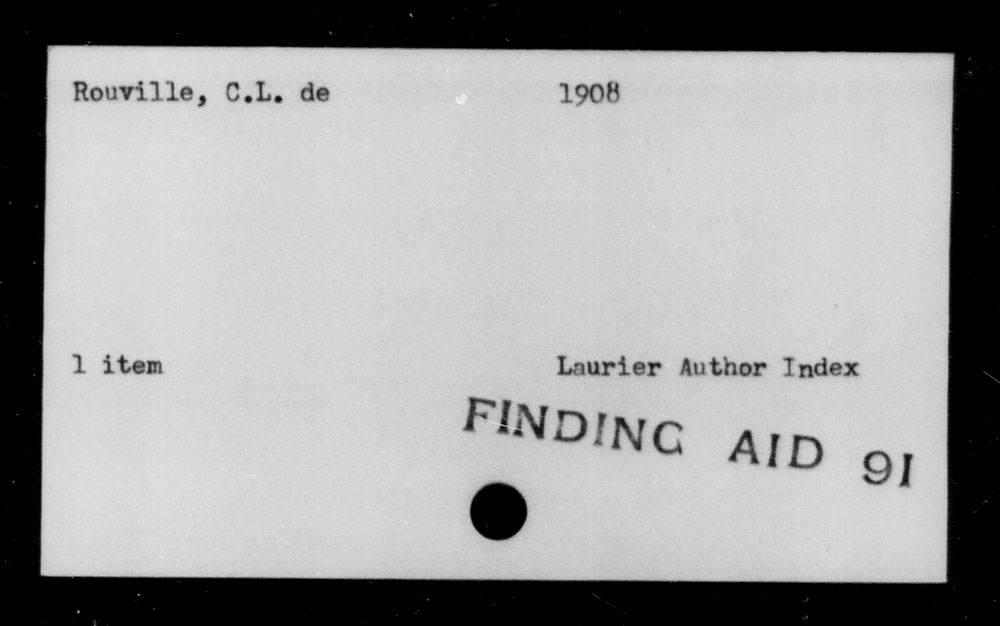 Rouville, C.L. de 1908
1 item Laurier Author Index
FINDING AID 91